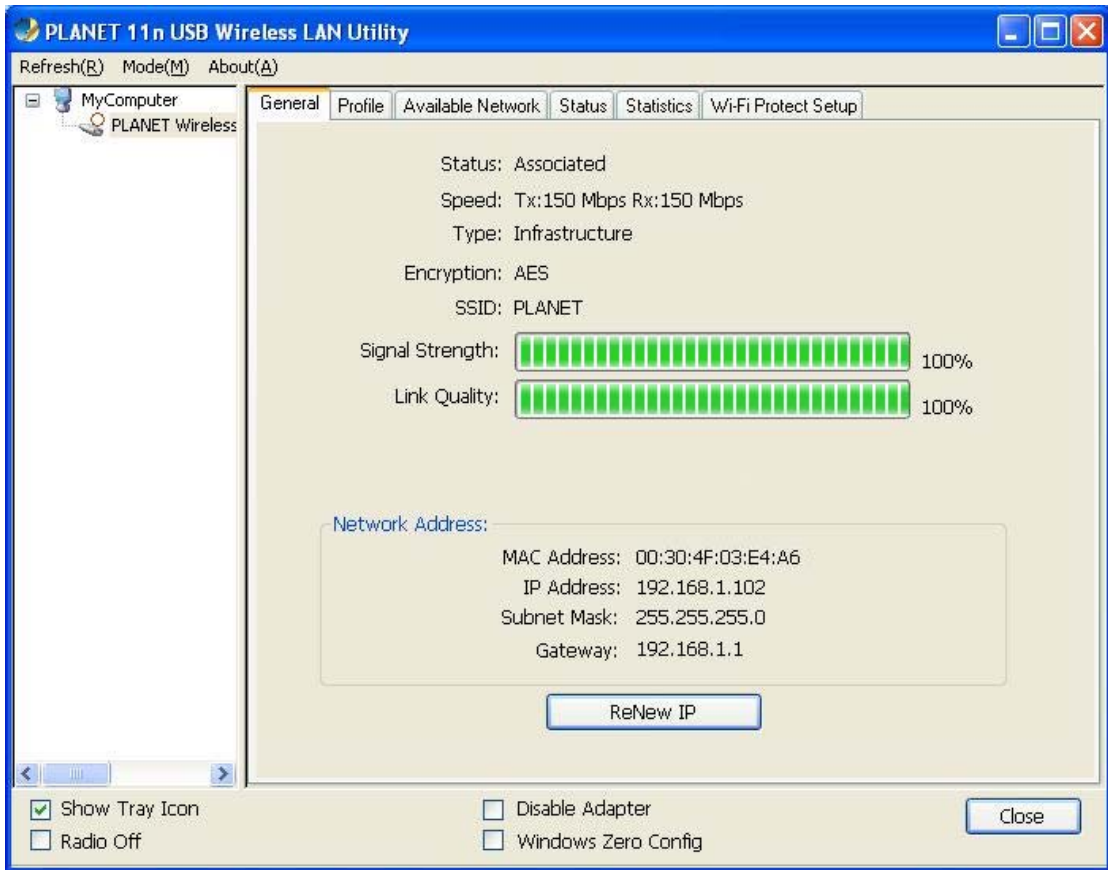 PLANET 11n USB Wireless LAN Utility
Refresh(R) Mode(M) About(A)
MyComputer
PLANET Wireless
General Profile Available Network Status Statistics Wi-Fi Protect Setup
Status: Associated
Speed: Tx:150 Mbps Rx:150 Mbps
Type: Infrastructure
Encryption: AES
SSID: PLANET
Signal Strength: 100%
Link Quality: 100%
Network Address:
MAC Address: 00:30:4F:03:E4:A6
IP Address: 192.168.1.102
Subnet Mask: 255.255.255.0
Gateway: 192.168.1.1
ReNew IP
Show Tray Icon
Radio Off
Disable Adapter
Windows Zero Config
Close